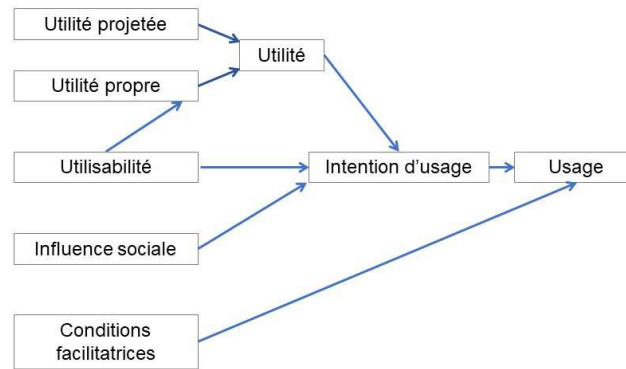 Utilité projetée
Utilité
Utilité propre
Utilisabilité
Intention d’usage
Usage
Influence sociale
Conditions
facilitatrices